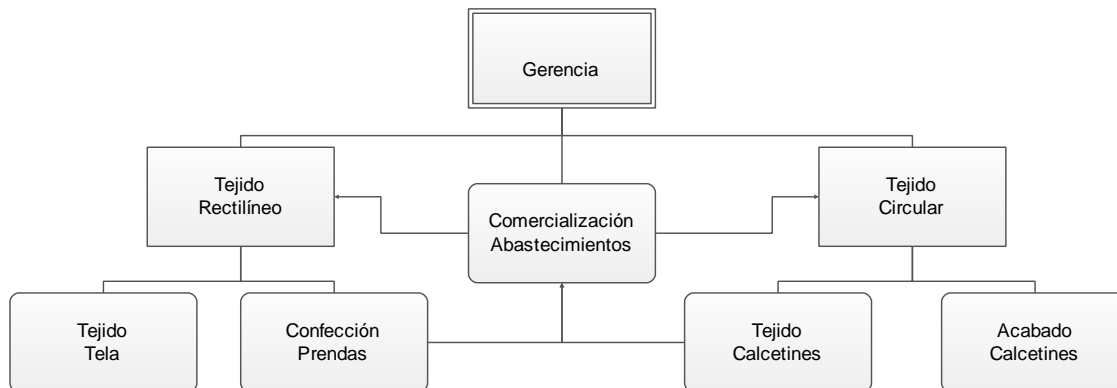 Gerencia
Tejido
Rectilíneo
Comercialización
Abastecimientos
Tejido
Circular
Tejido
Tela
Confección
Prendas
Tejido
Calcetines
Acabado
Calcetines